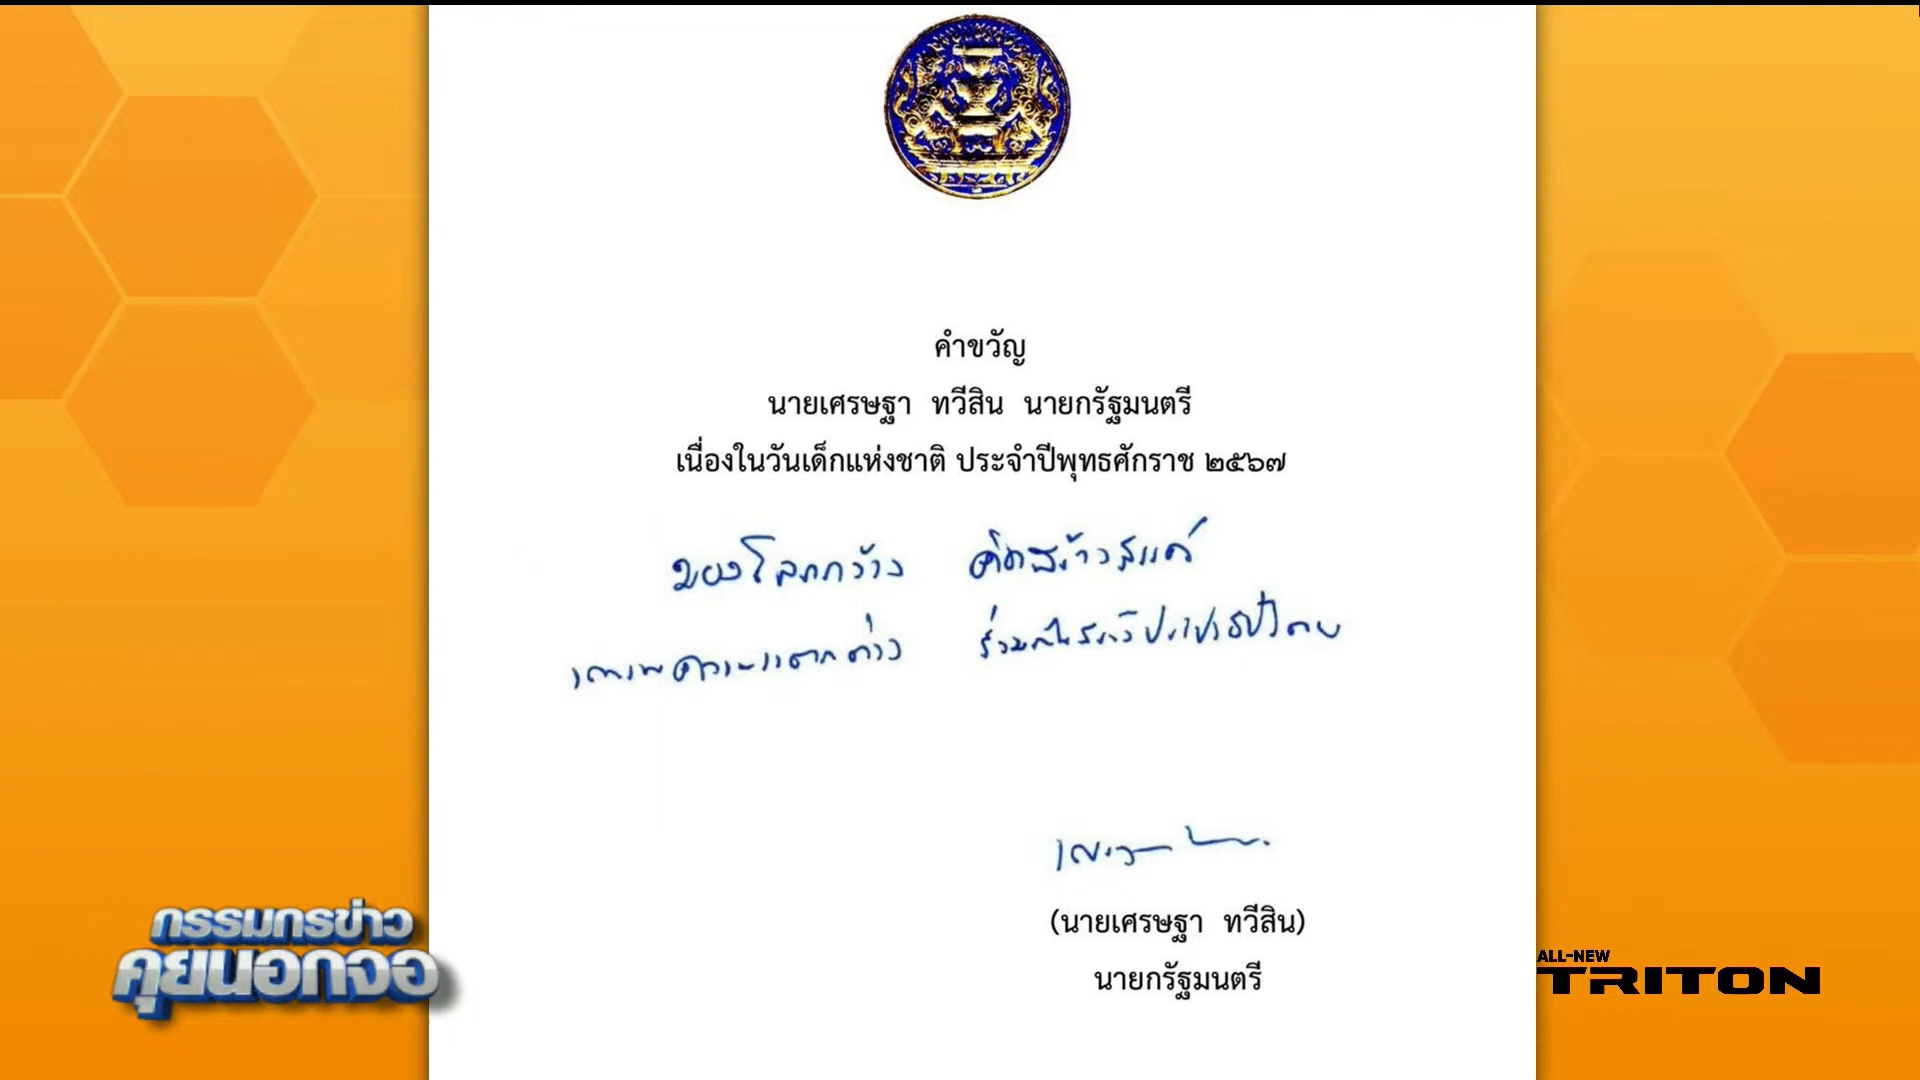 คำขวัญ
นายเศรษฐา ทวีสิน นายกรัฐมนตรี
เนื่องในวันเด็กแห่งชาติ ประจำปีพุทธศักราช ๒๕๖๗
มองโลกกว้าง คิดสร้างสรรค์
เคารพความแตกต่าง ร่วมกันสร้างประชาธิปไตย
(นายเศรษฐา ทวีสิน)
นายกรัฐมนตรี
กรรมกรข่าว
คุยนอกจอ
ALL-NEW
TRITON